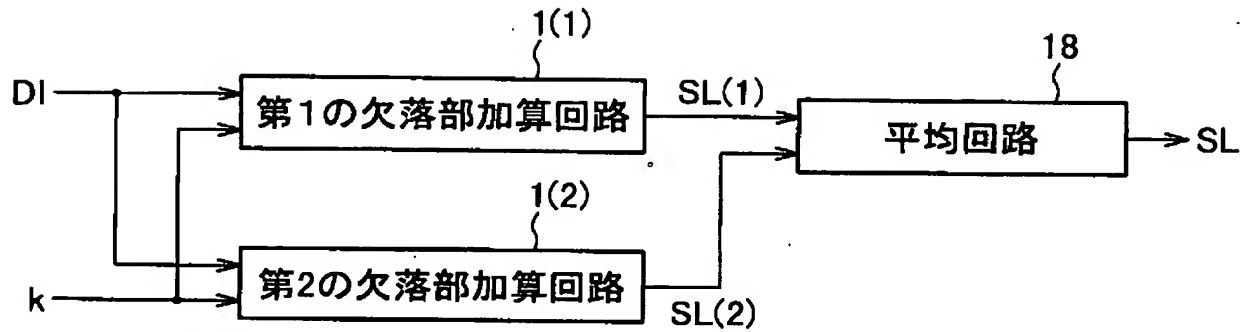 1(1)
18
DI
第1の欠落部加算回路
SL(1)
平均回路
SL
1(2)
k
第2の欠落部加算回路
SL(2)